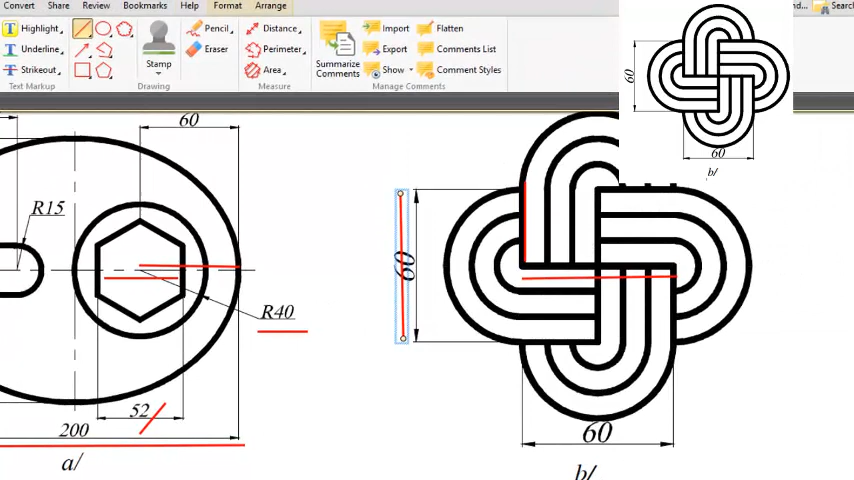 Convert Share Review Bookmarks Help Format Arrange
Highlight
Underline
Strikeout
Text Markup
Pencil
Eraser
Drawing
Stamp
Distance
Perimeter
Area
Measure
Summarize
Comments
Import
Export
Show
Flatten
Comments List
Comment Styles
Manage Comments
nd...
Searc
60
60
b/
60
R15
R40
52
200
a/
60
60
b/